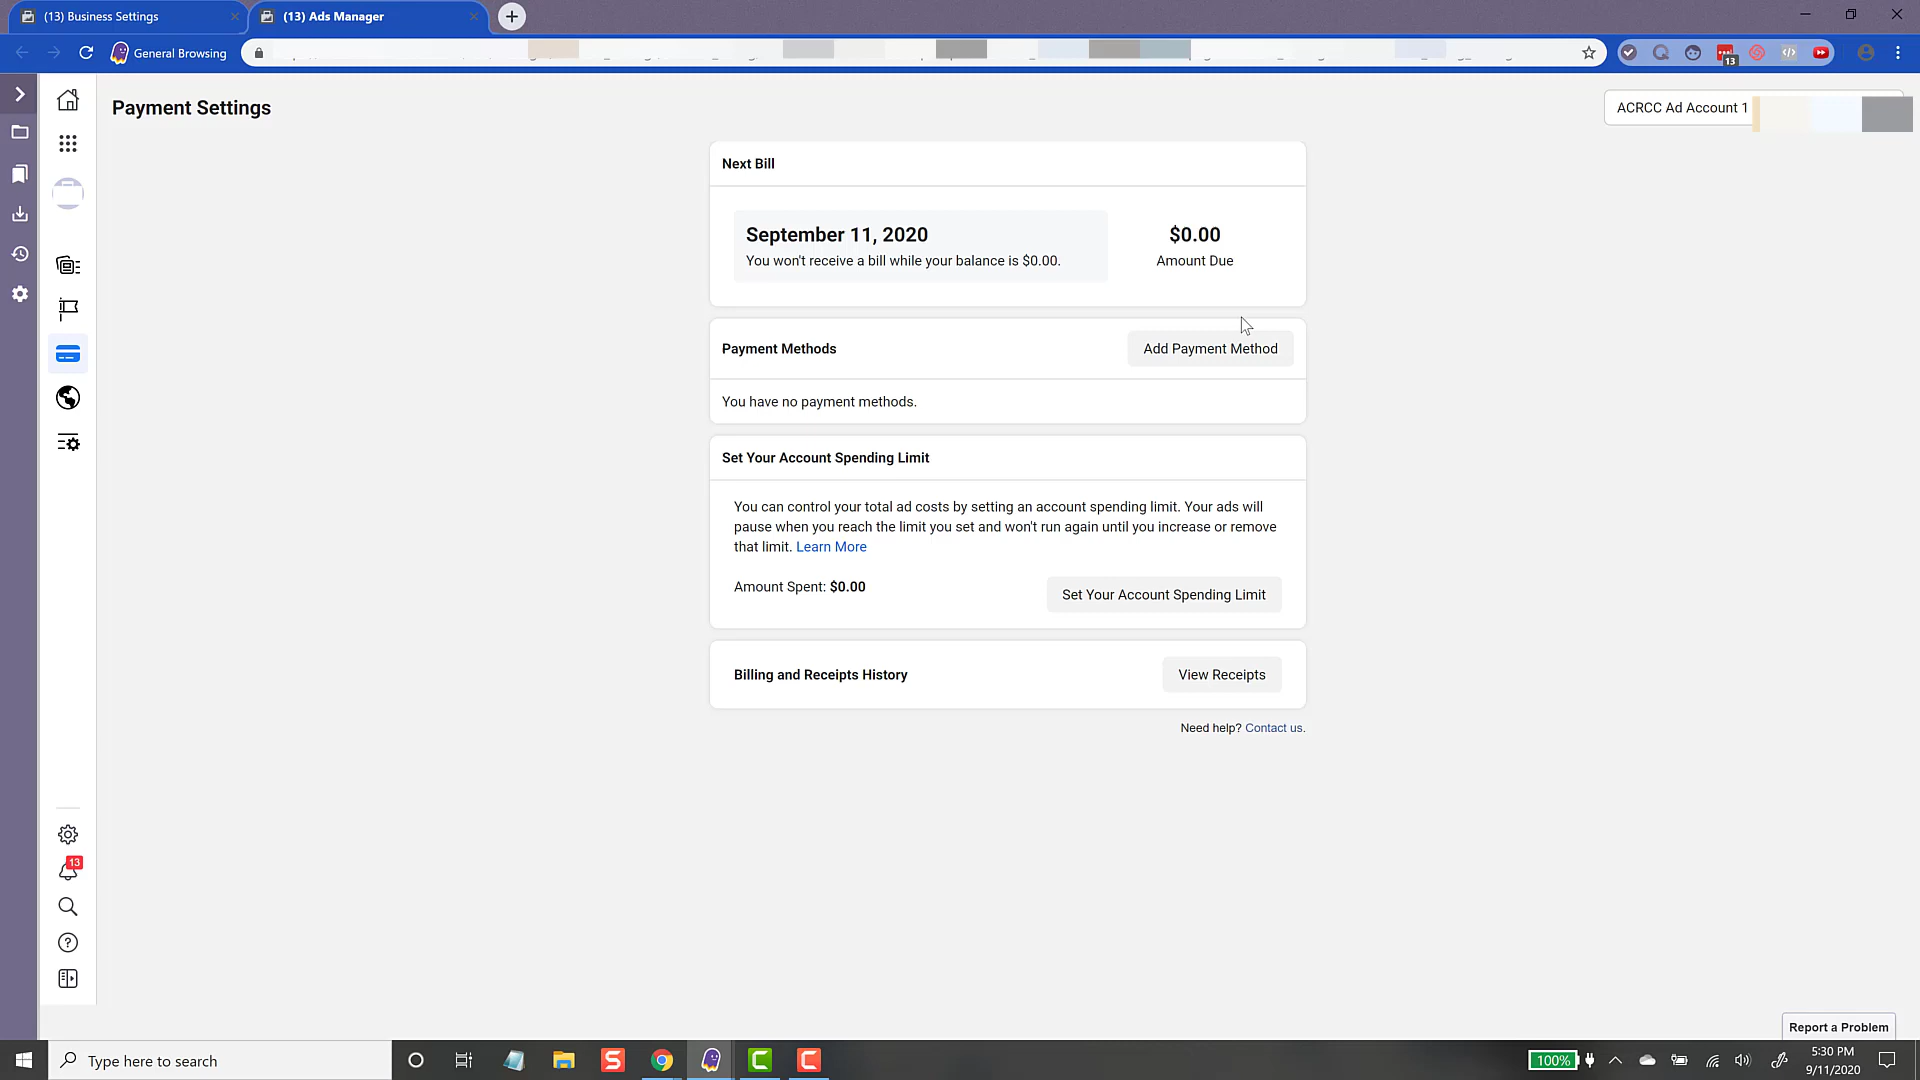 (13) Business Settings
(13) Ads Manager
General Browsing
13
Payment Settings
ACRCC Ad Account 1
Next Bill
September 11, 2020
You won't receive a bill while your balance is $0.00.
$0.00
Amount Due
Payment Methods
Add Payment Method
You have no payment methods.
Set Your Account Spending Limit
You can control your total ad costs by setting an account spending limit. Your ads will
pause when you reach the limit you set and won't run again until you increase or remove
that limit. Learn More
Amount Spent: $0.00
Set Your Account Spending Limit
Billing and Receipts History
View Receipts
Need help? Contact us.
13
Report a Problem
Type here to search
100%
5:30 PM
9/11/2020